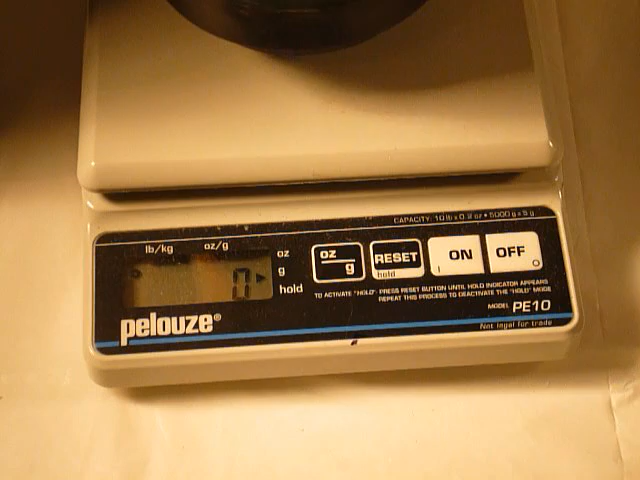 CAPACITY: 10 lb x 0.2 oz • 5000 g x 5 g
lb/kg oz/g
oz
g
hold
0
oz
g
RESET
hold
ON
I
OFF
O
TO ACTIVATE "HOLD": PRESS RESET BUTTON UNTIL HOLD INDICATOR APPEARS
REPEAT THIS PROCESS TO DEACTIVATE THE "HOLD" MODE
MODEL PE10
pelouze®
Not legal for trade